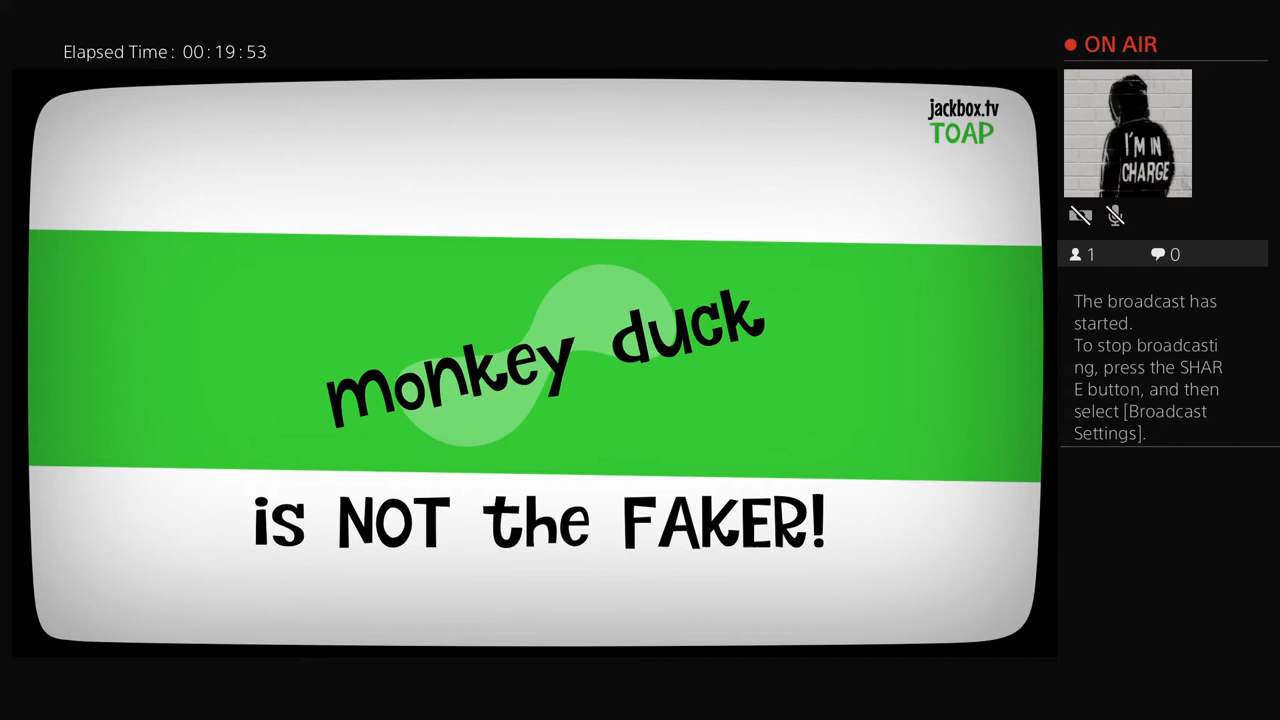 Elapsed Time: 00:19:53
ON AIR
jackbox.tv
TOAP
I'M IN
CHARGE
1 0
monkey duck
is NOT the FAKER!
The broadcast has
started.
To stop broadcasti
ng, press the SHAR
E button, and then
select [Broadcast
Settings].